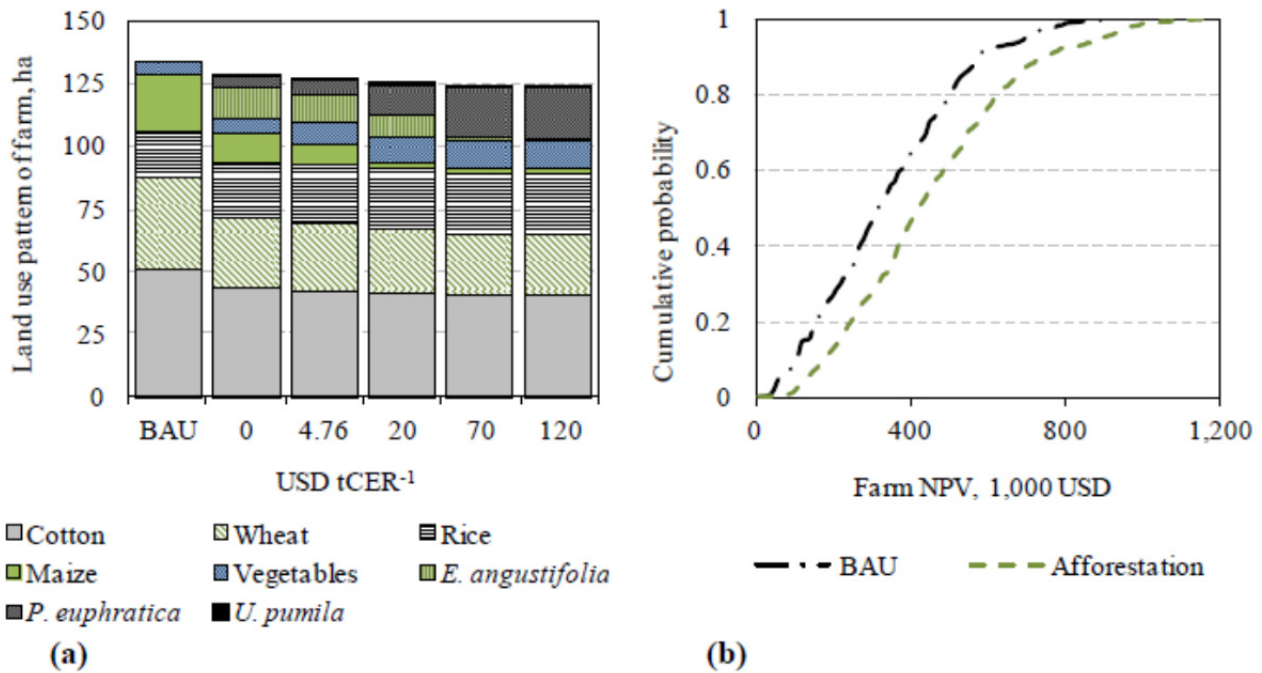 Land use pattern of farm, ha
150
125
100
75
50
25
0
BAU 0 4.76 20 70 120
USD tCER-1
Cotton Wheat Rice
Maize Vegetables E. angustifolia
P. euphratica U. pumila
(a)
Cumulative probability
1
0.8
0.6
0.4
0.2
0
0 400 800 1,200
Farm NPV, 1,000 USD
BAU Afforestation
(b)